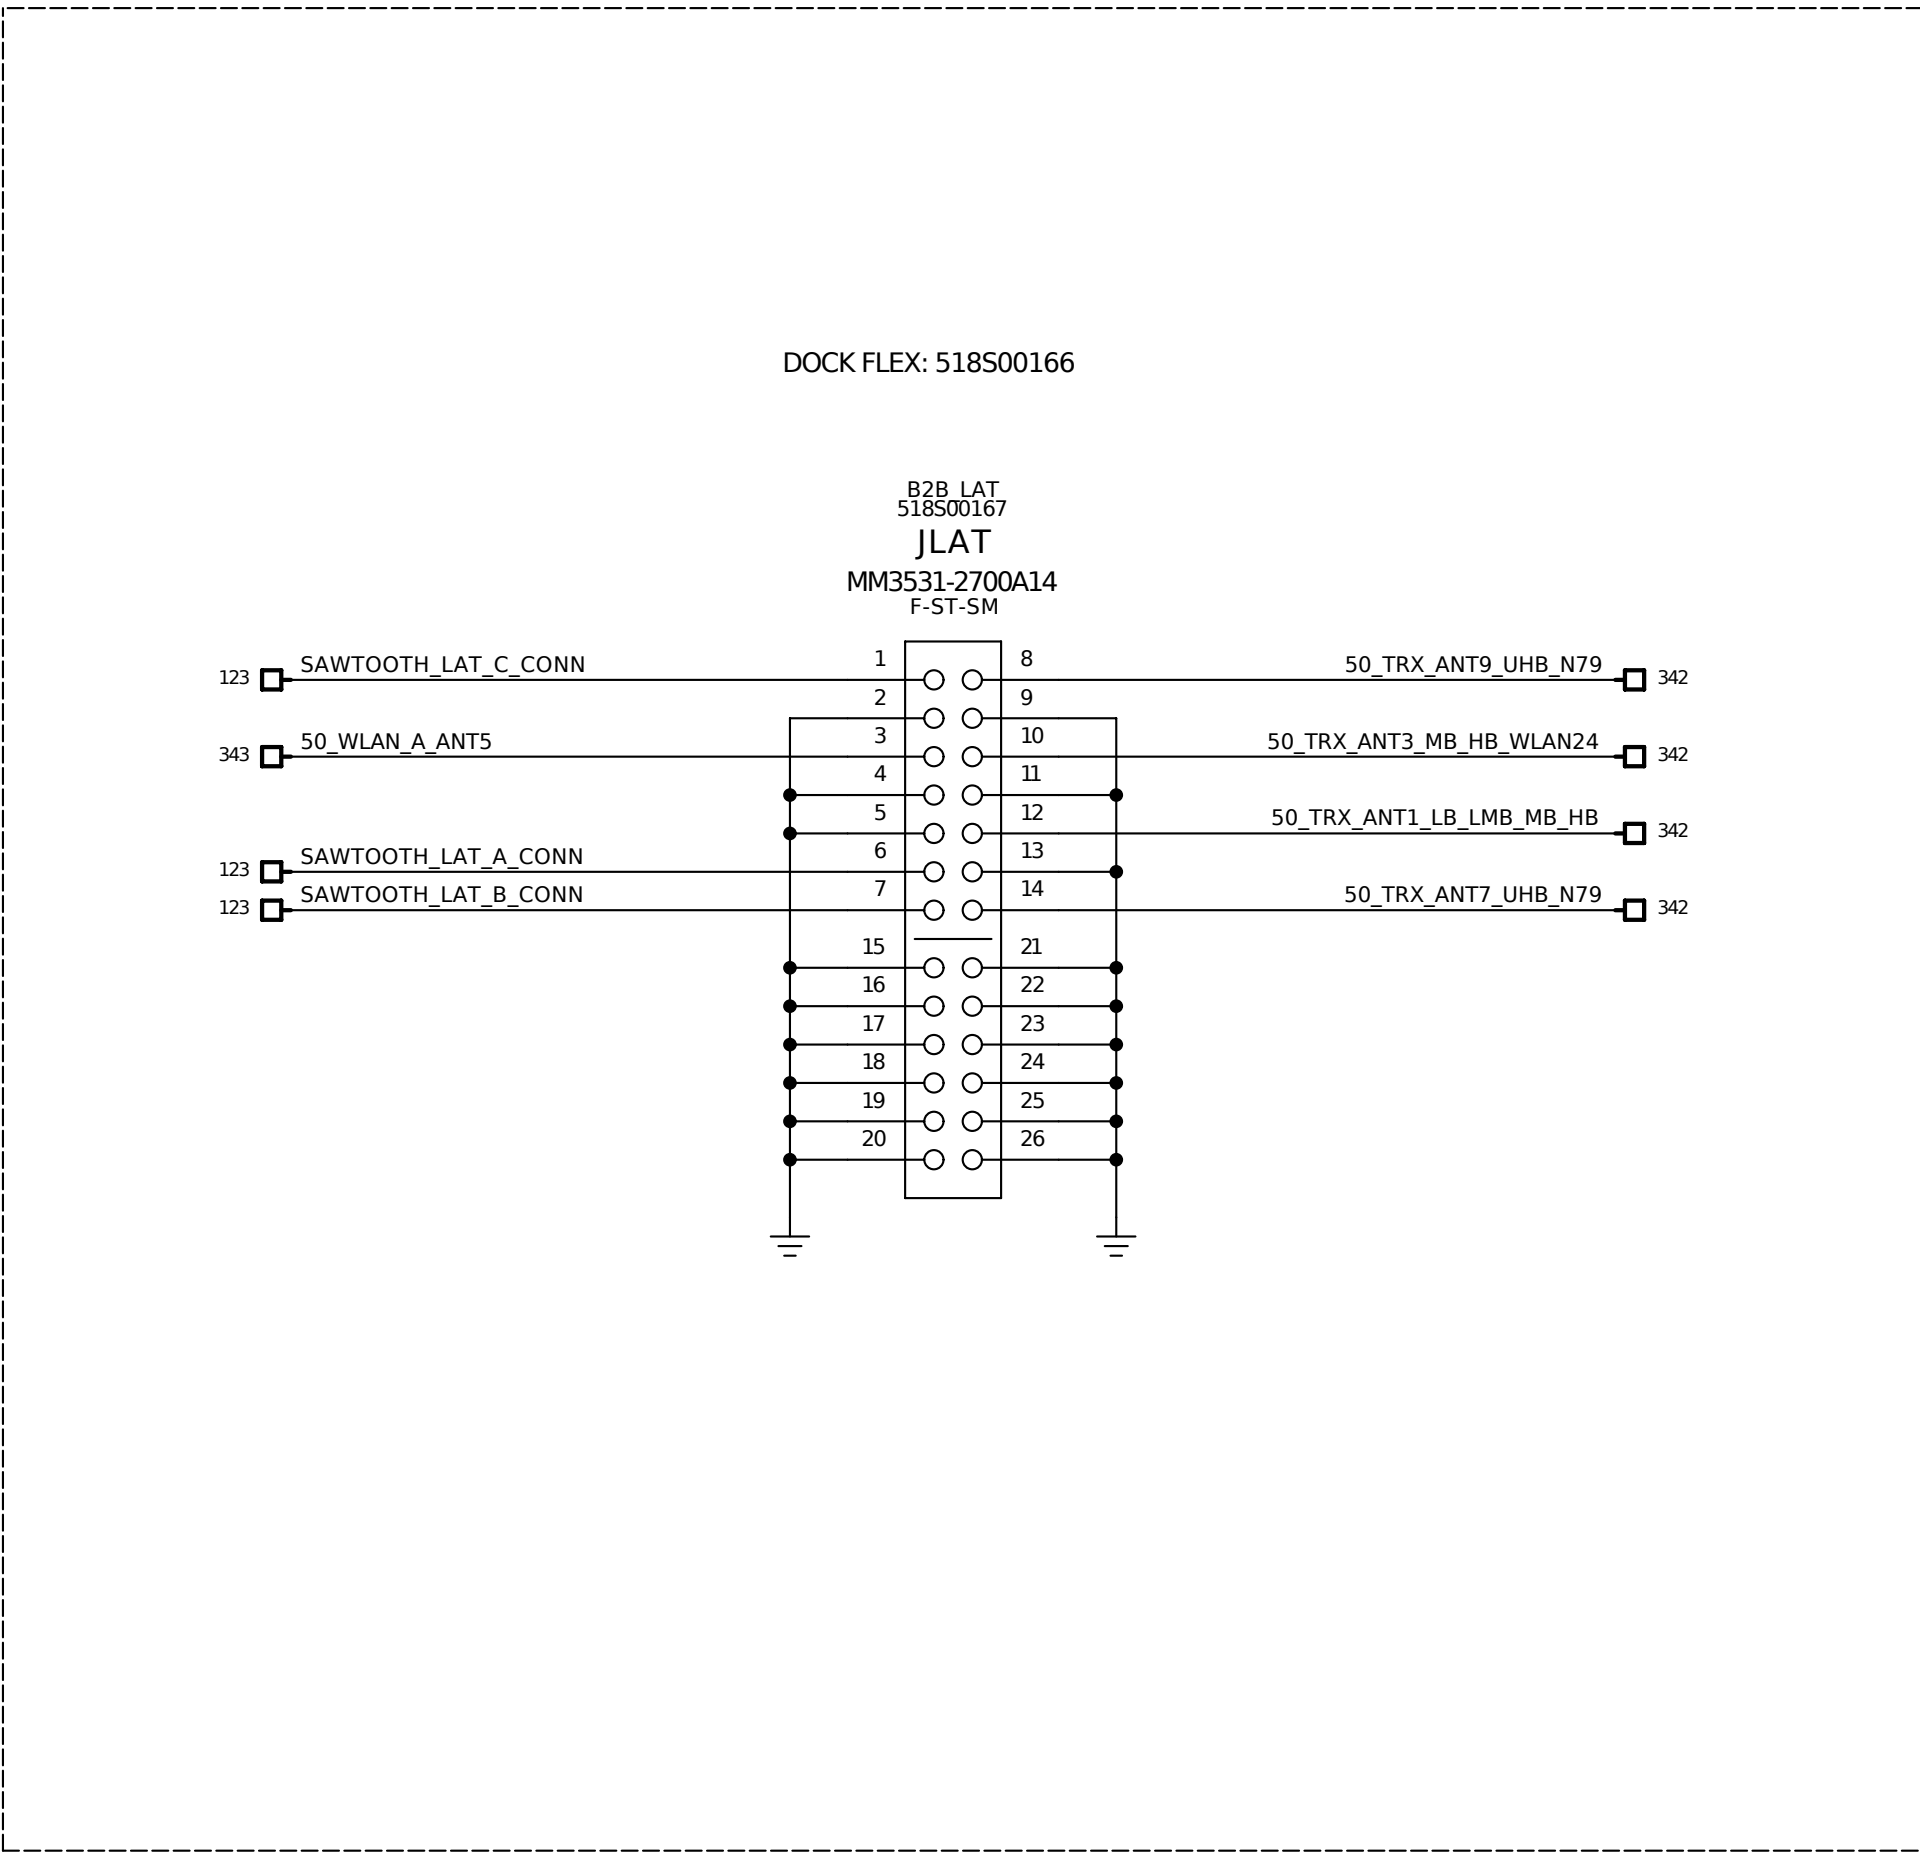 DOCK FLEX: 518S00166
B2B_LAT
518S00167
JLAT
MM3531-2700A14
F-ST-SM
1 8
123 SAWTOOTH_LAT_C_CONN 50_TRX_ANT9_UHB_N79 342
2 9
3 10
343 50_WLAN_A_ANT5 50_TRX_ANT3_MB_HB_WLAN24 342
4 11
5 12
50_TRX_ANT1_LB_LMB_MB_HB 342
6 13
123 SAWTOOTH_LAT_A_CONN
7 14
123 SAWTOOTH_LAT_B_CONN 50_TRX_ANT7_UHB_N79 342
15 21
16 22
17 23
18 24
19 25
20 26